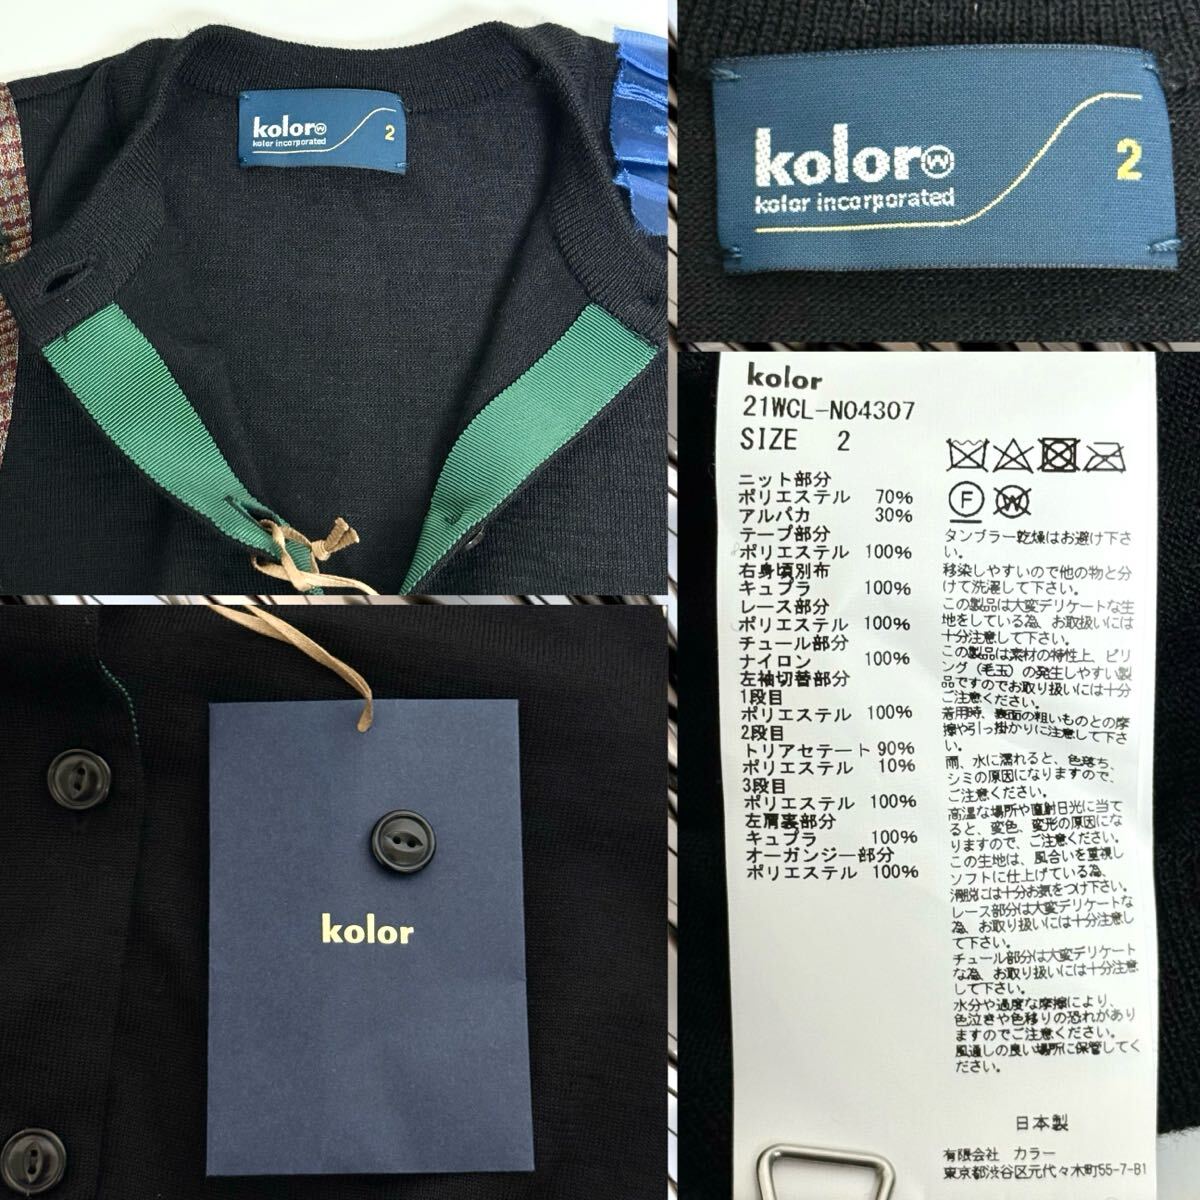 kolor
kolor incorporated
2
kolor
kolor incorporated
2
kolor
kolor
21WCL-N04307
SIZE 2
ニット部分
ポリエステル 70%
アルパカ 30%
テープ部分
ポリエステル 100%
右身頃別布
キュプラ 100%
レース部分
ポリエステル 100%
チュール部分
ナイロン 100%
左袖切替部分
1段目
ポリエステル 100%
2段目
トリアセテート 90%
ポリエステル 10%
3段目
ポリエステル 100%
左肩裏部分
キュプラ 100%
オーガンジー部分
ポリエステル 100%
F
W
タンブラー乾燥はお避け下さ
い。
移染しやすいので他の物と分
けて洗濯して下さい。
この製品は大変デリケートな生
地をしている為、お取扱いには
十分注意して下さい。
この製品は素材の特性上、ピリ
ング（毛玉）の発生しやすい製
品ですのでお取り扱いには十分
ご注意ください。
着用時、表面の粗いものとの摩
擦や引っ掛かりに注意して下さ
い。
雨、水に濡れると、色落ち、
シミの原因になりますので、
ご注意ください。
高温な場所や直射日光に当て
ると、変色、変形の原因にな
りますので、ご注意ください。
この生地は、風合いを重視し
ソフトに仕上げている為、
滑脱には十分お気をつけ下さい。
レース部分は大変デリケートな
為、お取り扱いには十分注意し
て下さい。
チュール部分は大変デリケート
な為、お取り扱いには十分注意
して下さい。
水分や過度な摩擦により、
色泣きや色移りの恐れがあり
ますのでご注意ください。
風通しの良い場所に保管してく
ださい。
日本製
有限会社 カラー
東京都渋谷区元代々木町55-7-B1